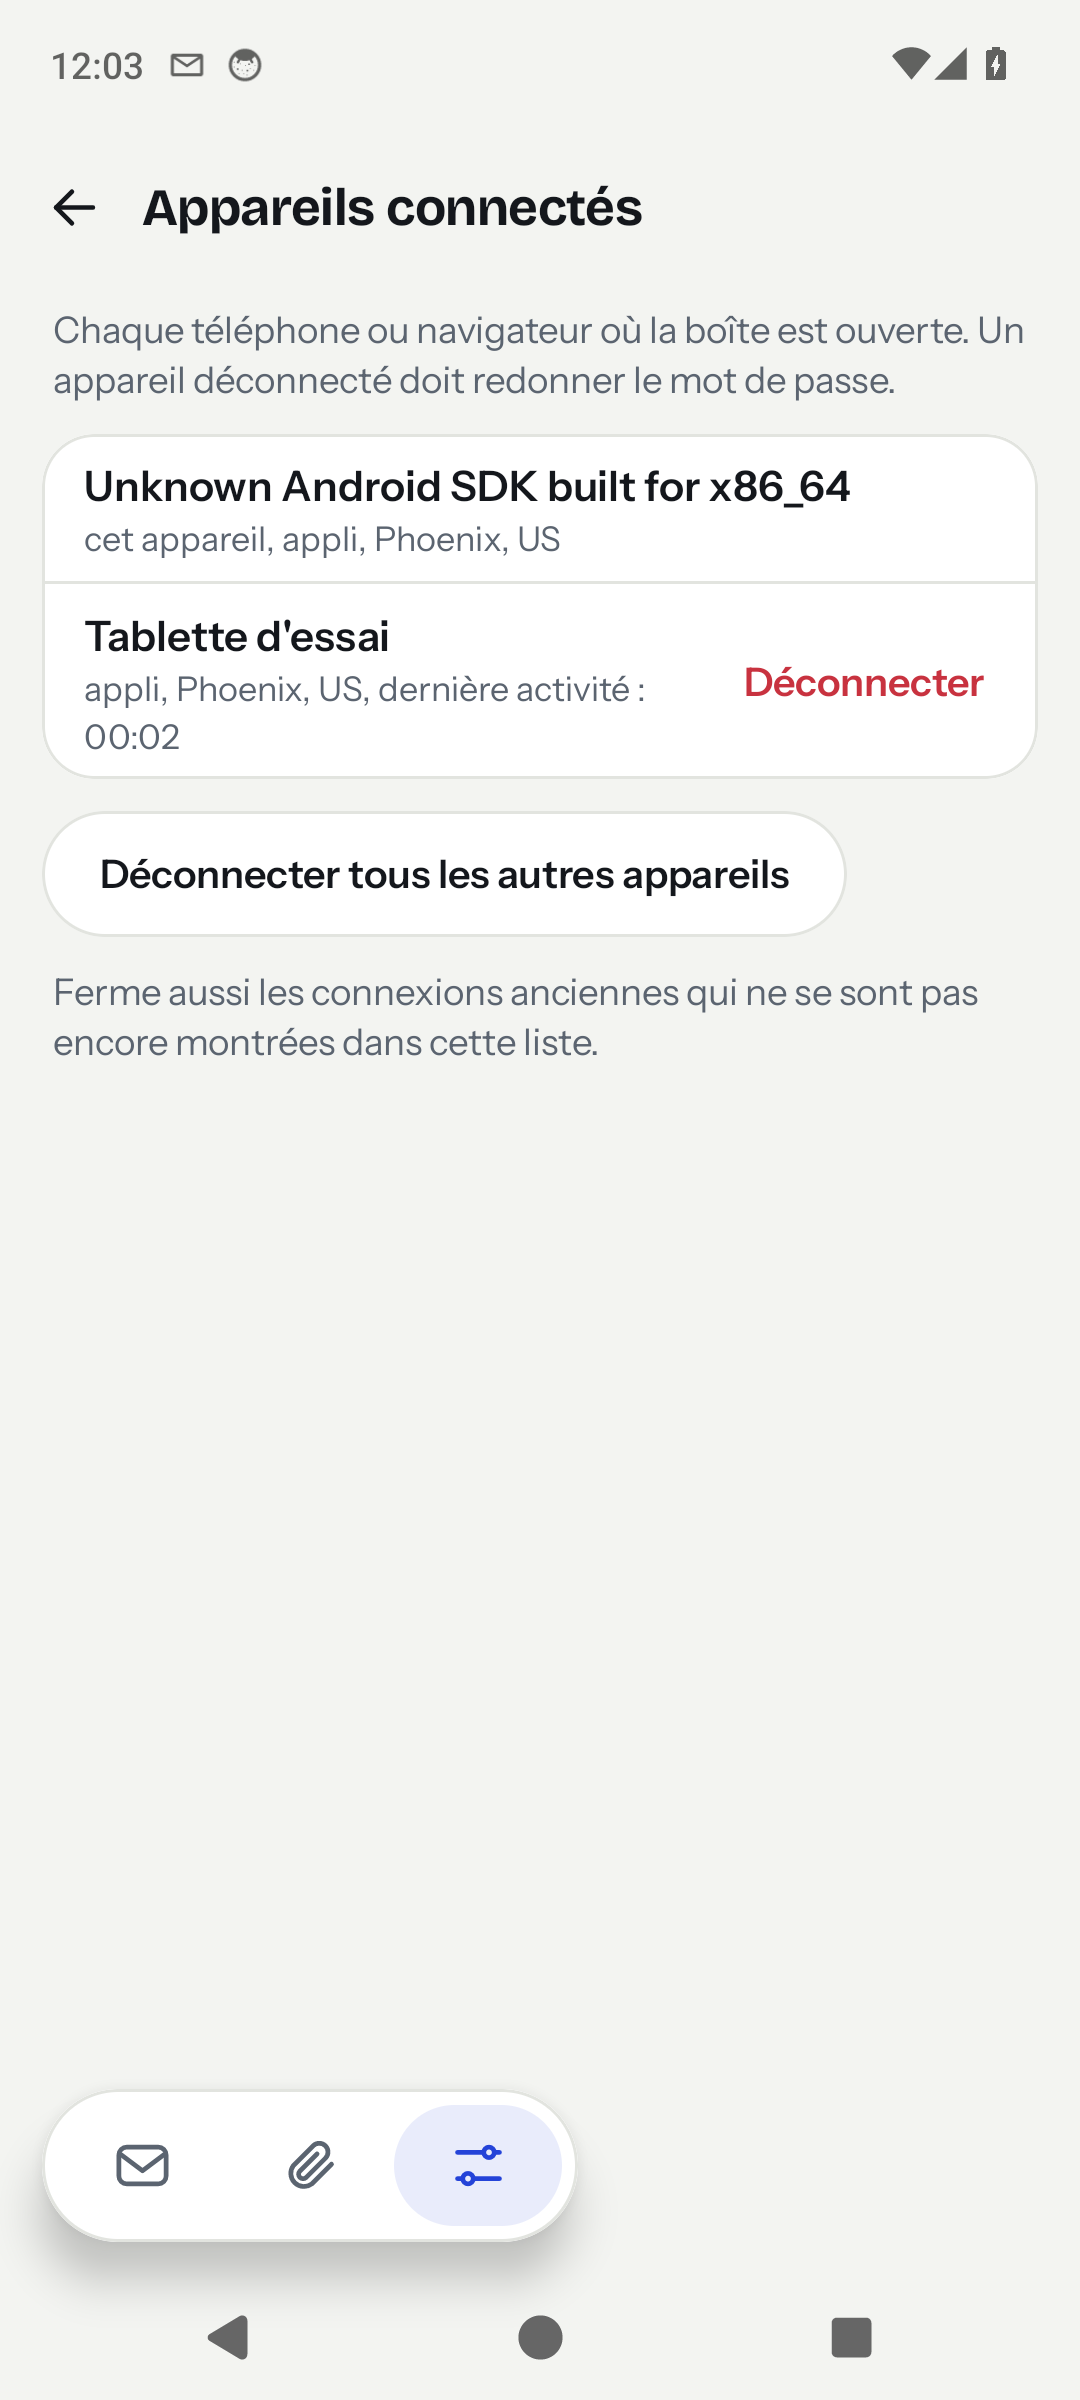 12:03
Appareils connectés
Chaque téléphone ou navigateur où la boîte est ouverte. Un
appareil déconnecté doit redonner le mot de passe.
Unknown Android SDK built for x86_64
cet appareil, appli, Phoenix, US
Tablette d'essai
appli, Phoenix, US, dernière activité :
00:02
Déconnecter
Déconnecter tous les autres appareils
Ferme aussi les connexions anciennes qui ne se sont pas
encore montrées dans cette liste.